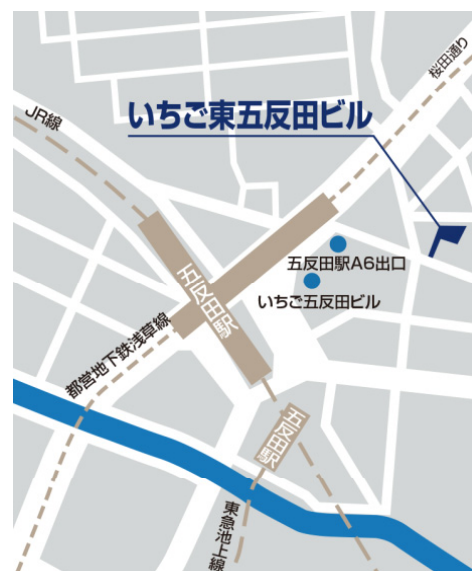 桜田通り
JR線
いちご東五反田ビル
五反田駅A6出口
いちご五反田ビル
五反田駅
都営地下鉄浅草線
五反田駅
東急池上線